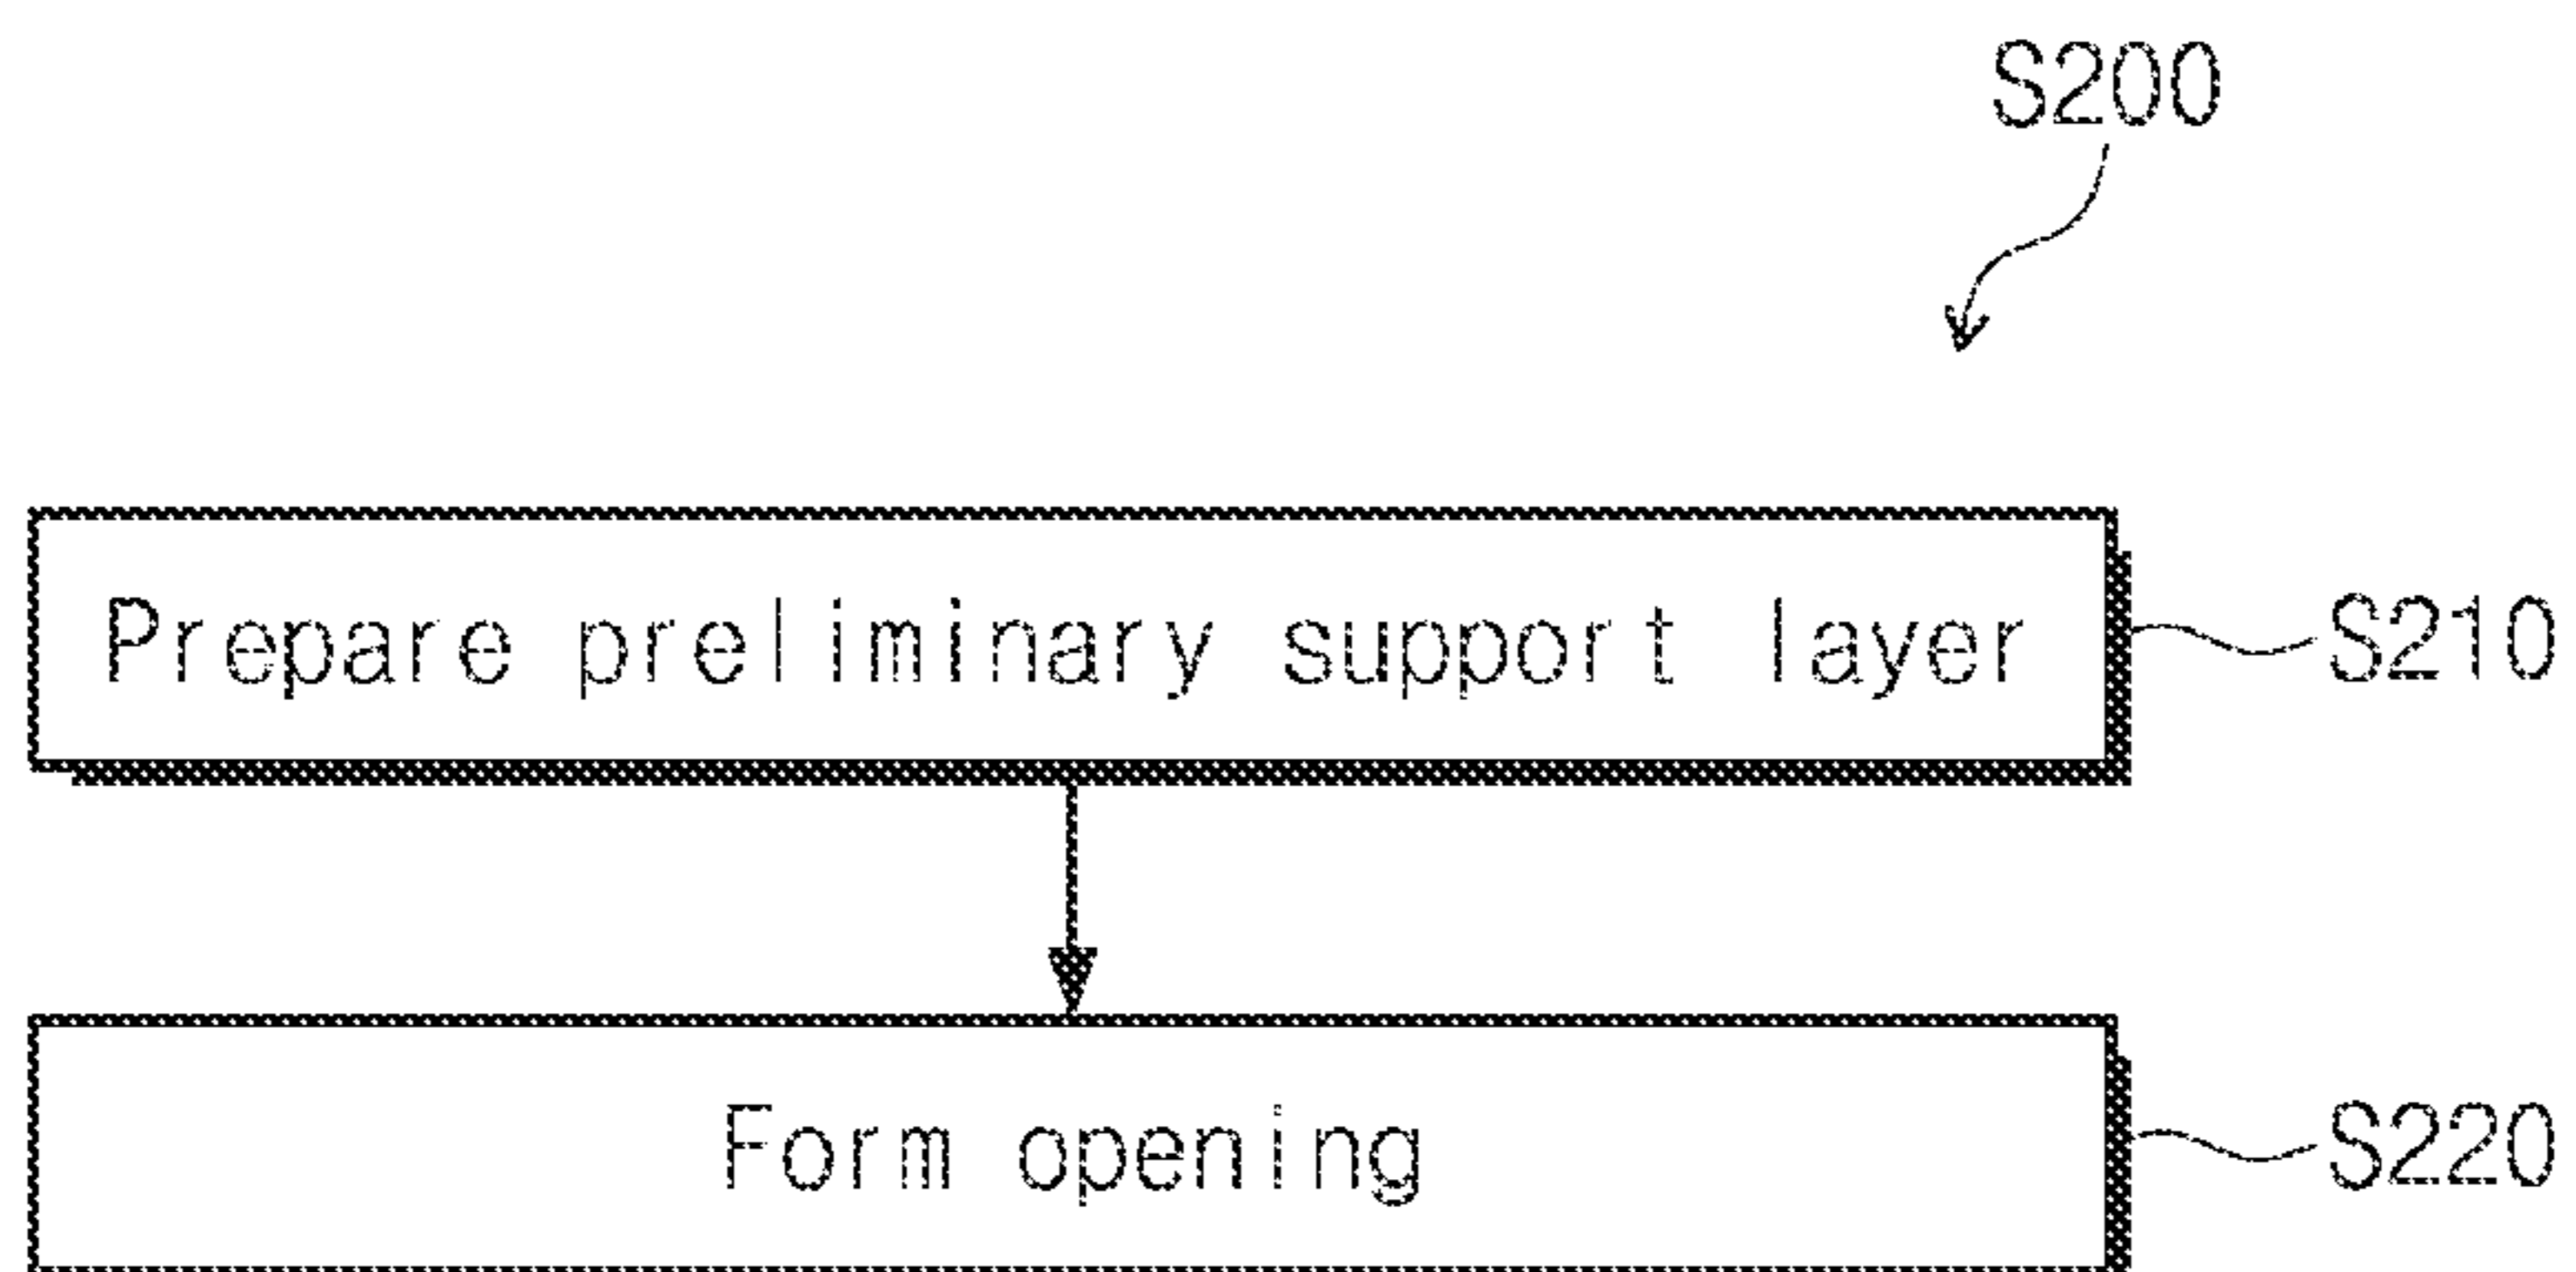 S200
Prepare preliminary support layer
S210
Form opening
S220